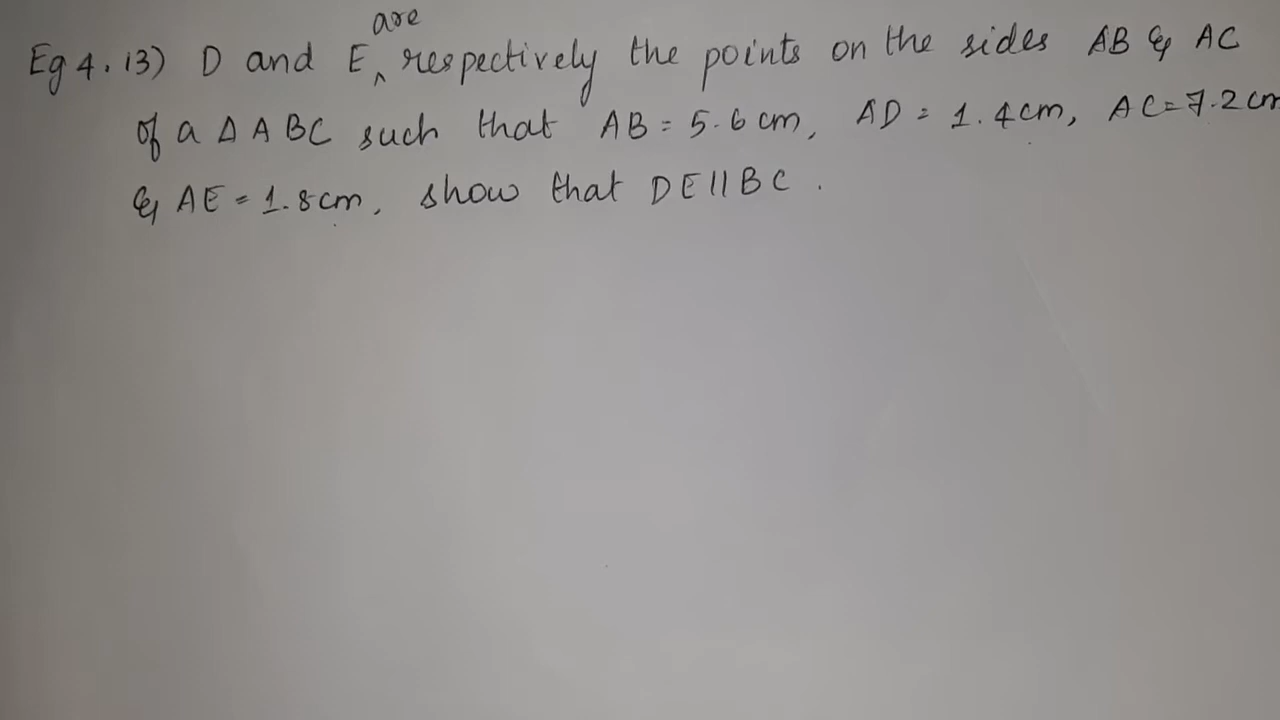 Eg 4.13) D and E ^are respectively the points on the sides AB & AC
of a Δ ABC such that AB = 5.6 cm, AD = 1.4 cm, AC = 7.2 cm
& AE = 1.8 cm, show that DE || BC.